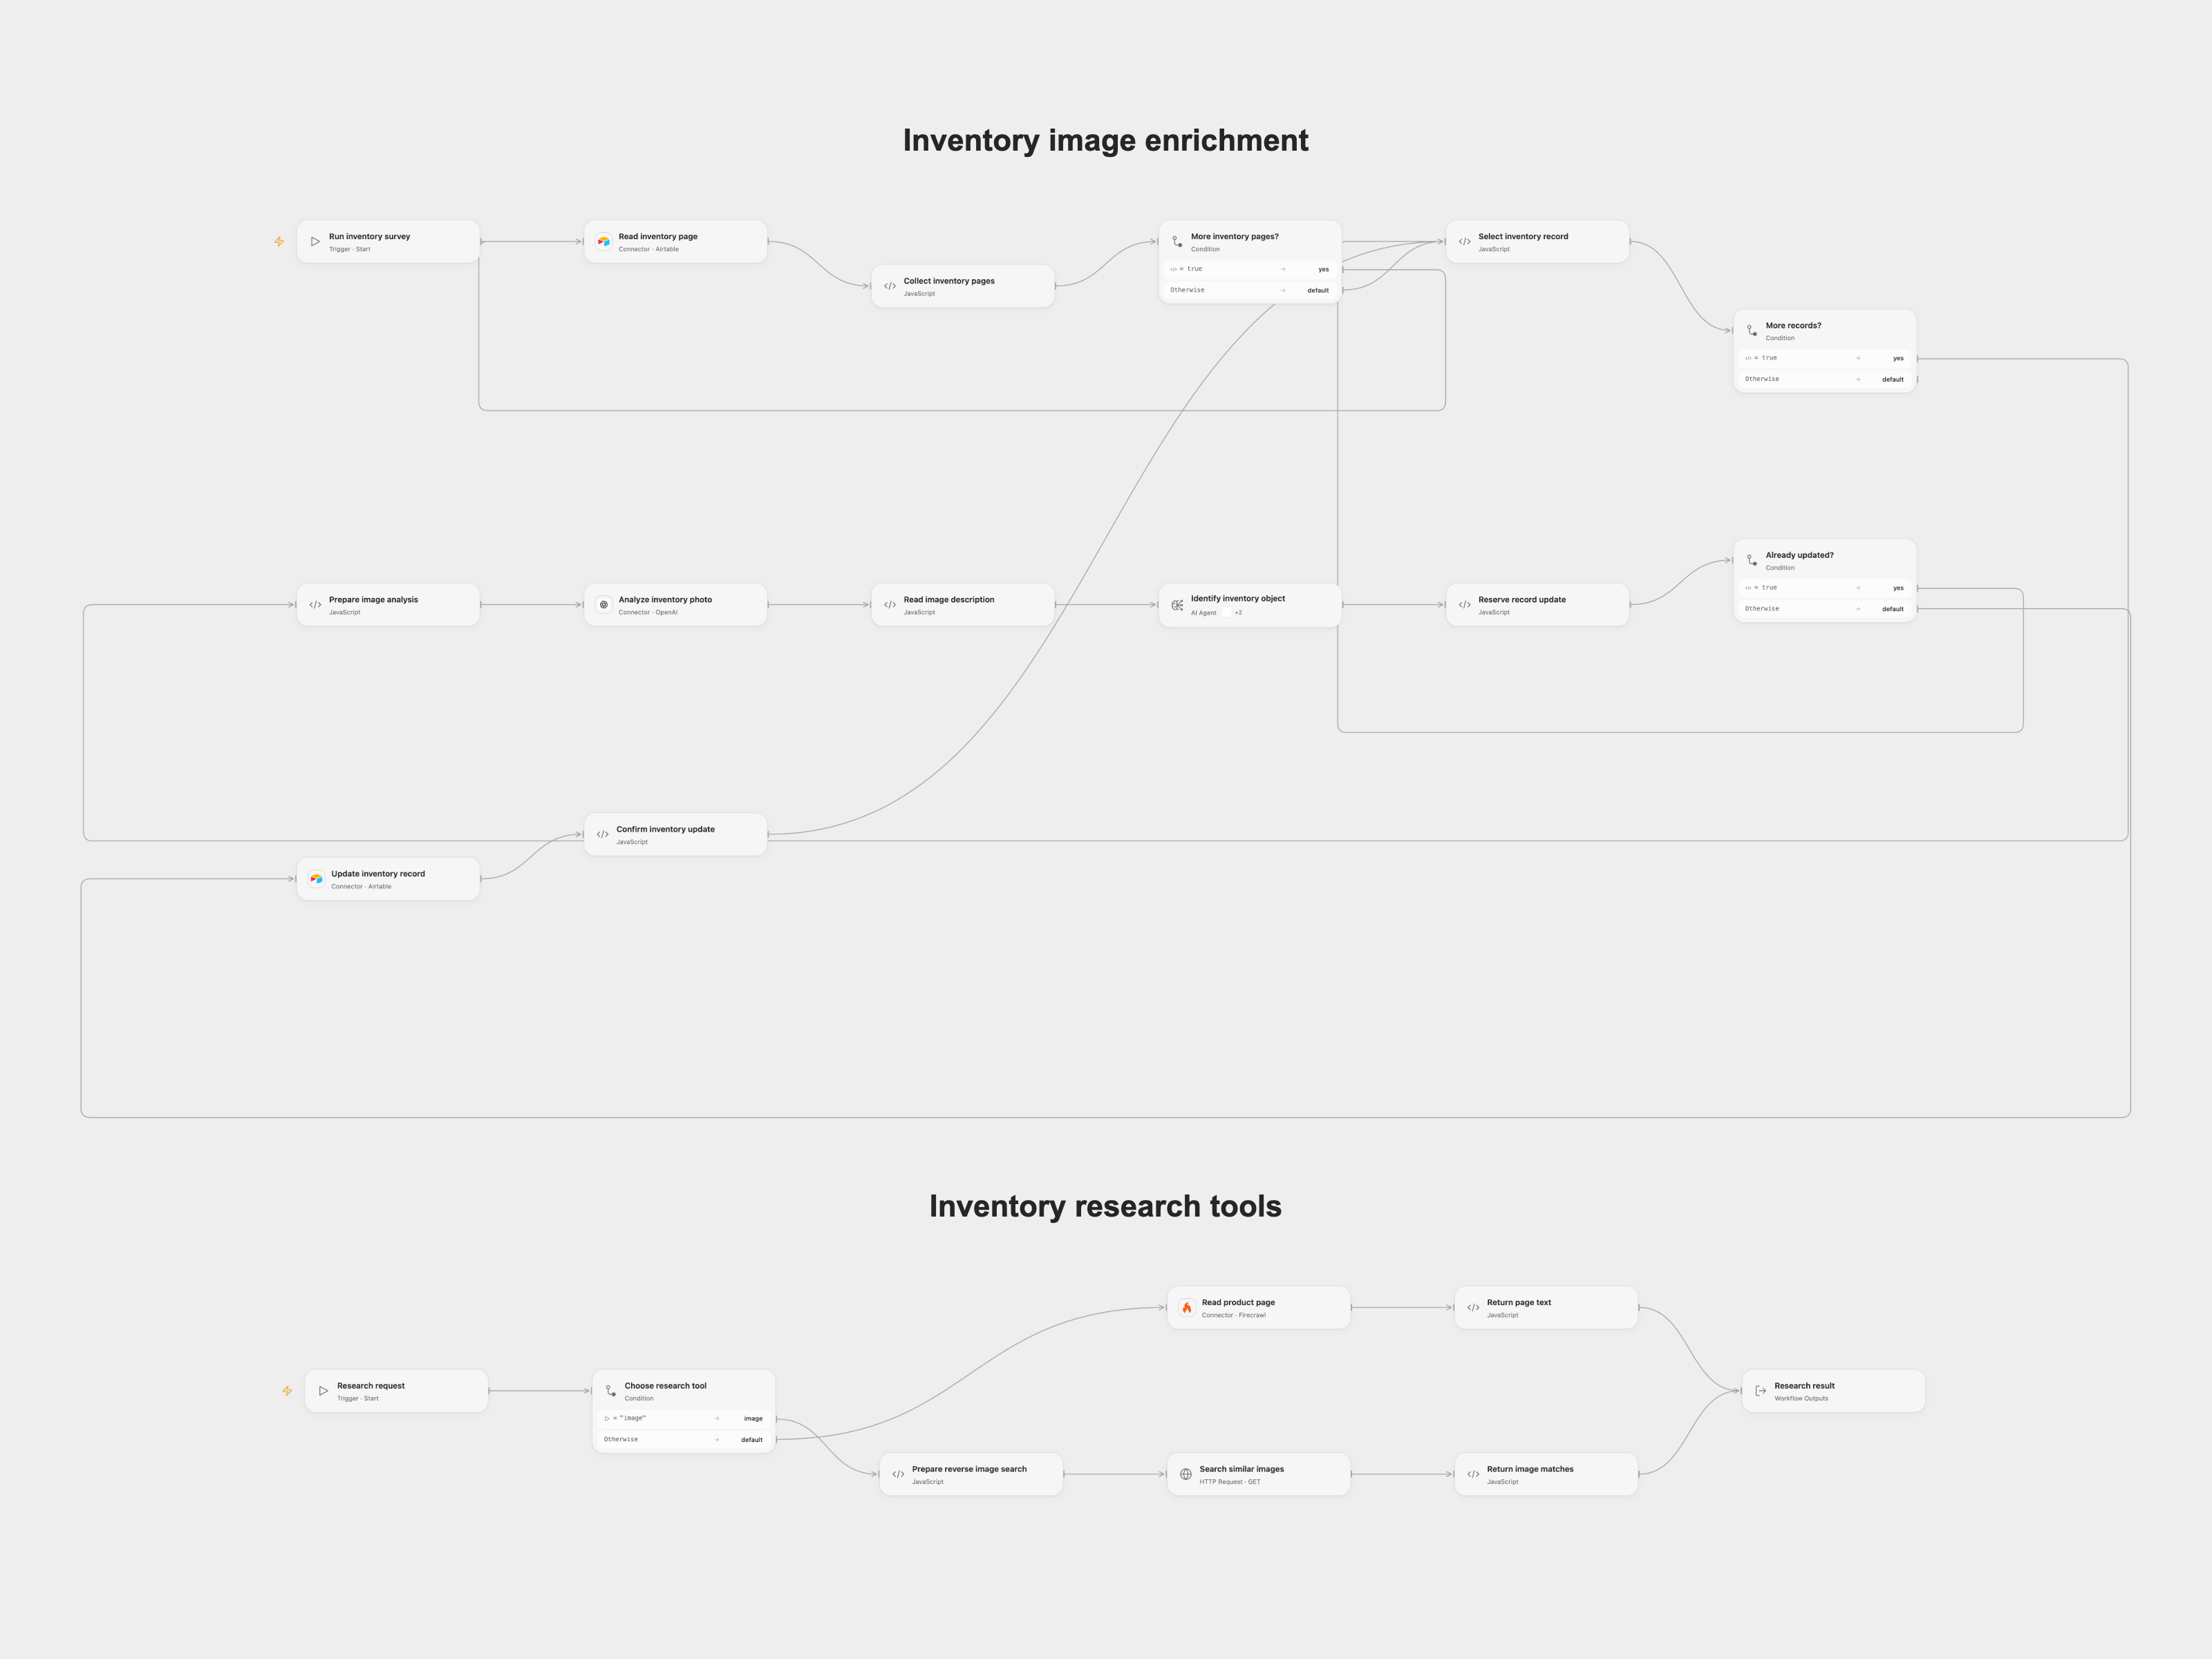 Inventory image enrichment
Run inventory survey
Trigger · Start
Read inventory page
Connector · Airtable
Collect inventory pages
JavaScript
More inventory pages?
Condition
= true
yes
Otherwise
default
Select inventory record
JavaScript
More records?
Condition
= true
yes
Otherwise
default
Prepare image analysis
JavaScript
Analyze inventory photo
Connector · OpenAI
Read image description
JavaScript
Identify inventory object
AI Agent +2
Reserve record update
JavaScript
Already updated?
Condition
= true
yes
Otherwise
default
Confirm inventory update
JavaScript
Update inventory record
Connector · Airtable
Inventory research tools
Research request
Trigger · Start
Choose research tool
Condition
= "image"
image
Otherwise
default
Read product page
Connector · Firecrawl
Return page text
JavaScript
Prepare reverse image search
JavaScript
Search similar images
HTTP Request · GET
Return image matches
JavaScript
Research result
Workflow Outputs